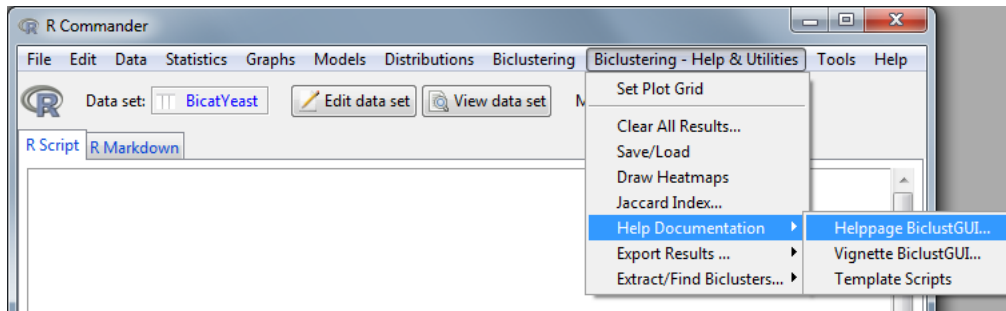 R Commander
File Edit Data Statistics Graphs Models Distributions Biclustering Biclustering - Help & Utilities Tools Help
R Data set: BicatYeast Edit data set View data set
Set Plot Grid
R Script R Markdown
Clear All Results...
Save/Load
Draw Heatmaps
Jaccard Index...
Help Documentation Helppage BiclustGUI...
Export Results ... Vignette BiclustGUI...
Extract/Find Biclusters... Template Scripts